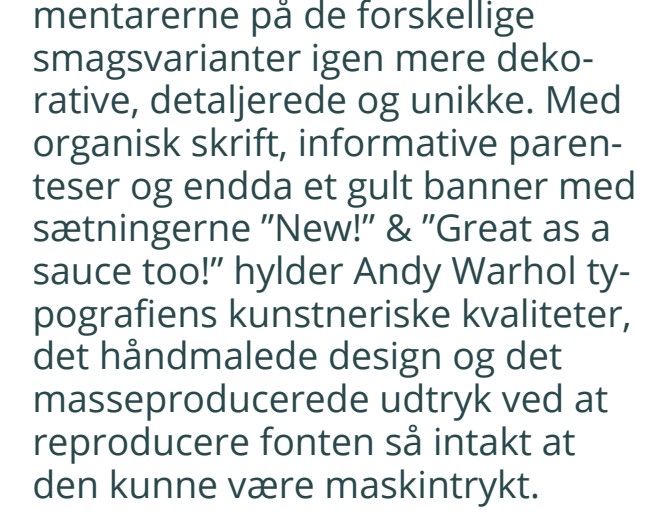 mentarerne på de forskellige
smagsvarianter igen mere deko-
rative, detaljerede og unikke. Med
organisk skrift, informative paren-
teser og endda et gult banner med
sætningerne ”New!” & ”Great as a
sauce too!” hylder Andy Warhol ty-
pografiens kunstneriske kvaliteter,
det håndmalede design og det
masseproducerede udtryk ved at
reproducere fonten så intakt at
den kunne være maskintrykt.